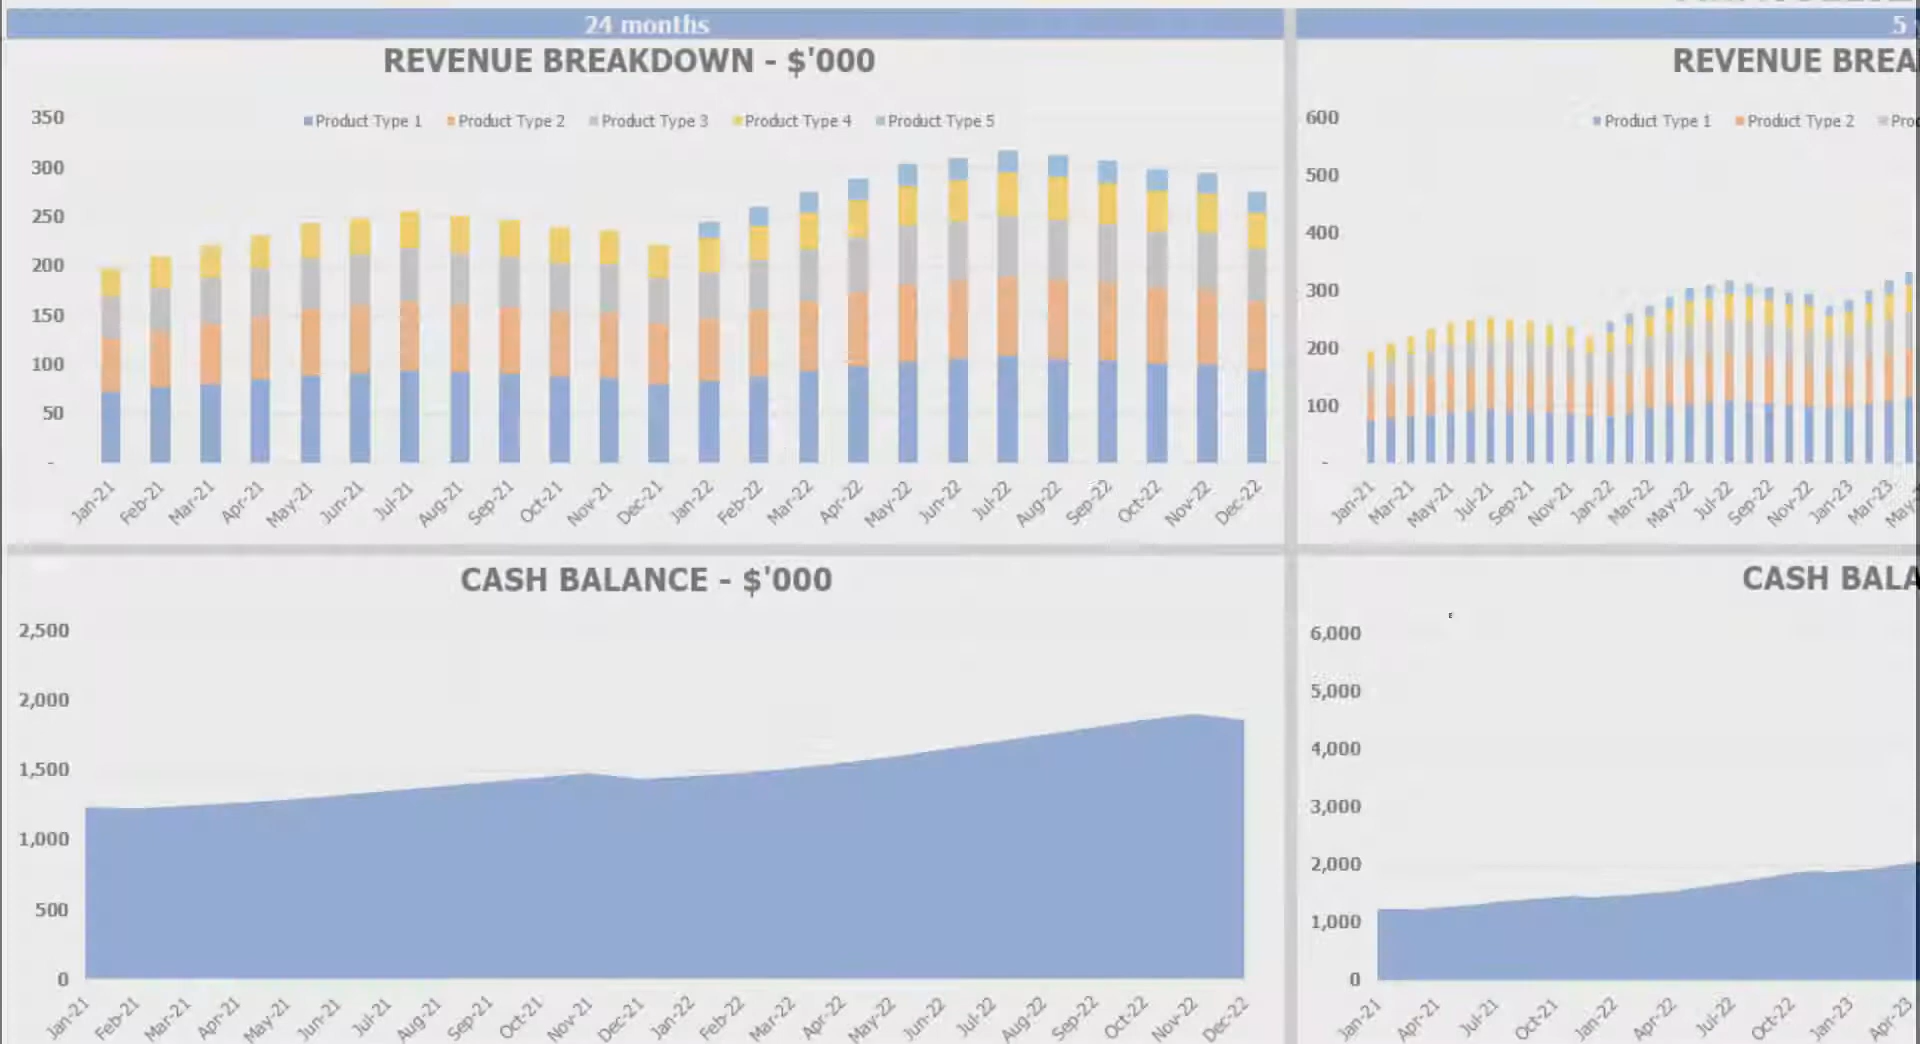 24 months
REVENUE BREAKDOWN - $'000
350
Product Type 1 Product Type 2 Product Type 3 Product Type 4 Product Type 5
300
250
200
150
100
50
-
Jan-21 Feb-21 Mar-21 Apr-21 May-21 Jun-21 Jul-21 Aug-21 Sep-21 Oct-21 Nov-21 Dec-21 Jan-22 Feb-22 Mar-22 Apr-22 May-22 Jun-22 Jul-22 Aug-22 Sep-22 Oct-22 Nov-22 Dec-22
5
REVENUE BREA
600
Product Type 1 Product Type 2 Proc
500
400
300
200
100
-
Jan-21 Mar-21 May-21 Jul-21 Sep-21 Nov-21 Jan-22 Mar-22 May-22 Jul-22 Sep-22 Nov-22 Jan-23 Mar-23 May-2
CASH BALANCE - $'000
2,500
2,000
1,500
1,000
500
0
Jan-21 Feb-21 Mar-21 Apr-21 May-21 Jun-21 Jul-21 Aug-21 Sep-21 Oct-21 Nov-21 Dec-21 Jan-22 Feb-22 Mar-22 Apr-22 May-22 Jun-22 Jul-22 Aug-22 Sep-22 Oct-22 Nov-22 Dec-22
CASH BALA
6,000
5,000
4,000
3,000
2,000
1,000
0
Jan-21 Apr-21 Jul-21 Oct-21 Jan-22 Apr-22 Jul-22 Oct-22 Jan-23 Apr-23